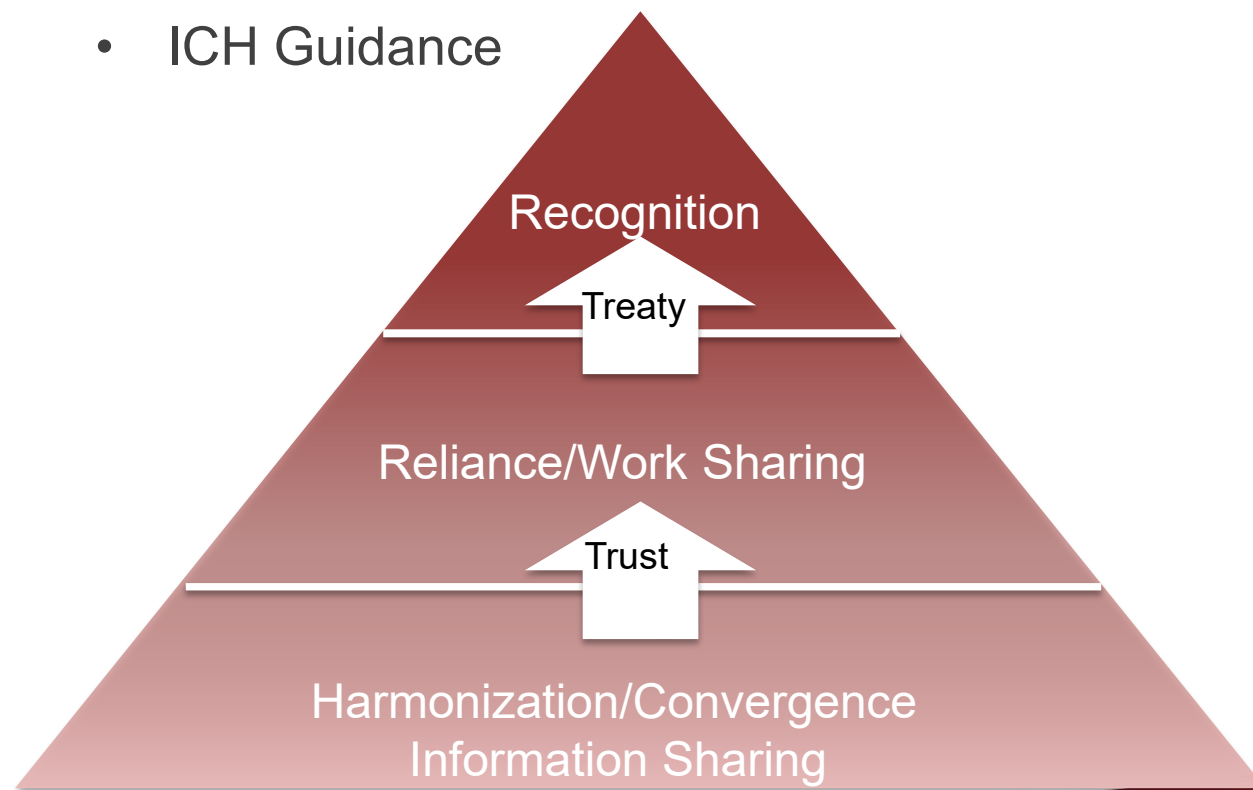 • ICH Guidance
Recognition
Treaty
Reliance/Work Sharing
Trust
Harmonization/Convergence
Information Sharing